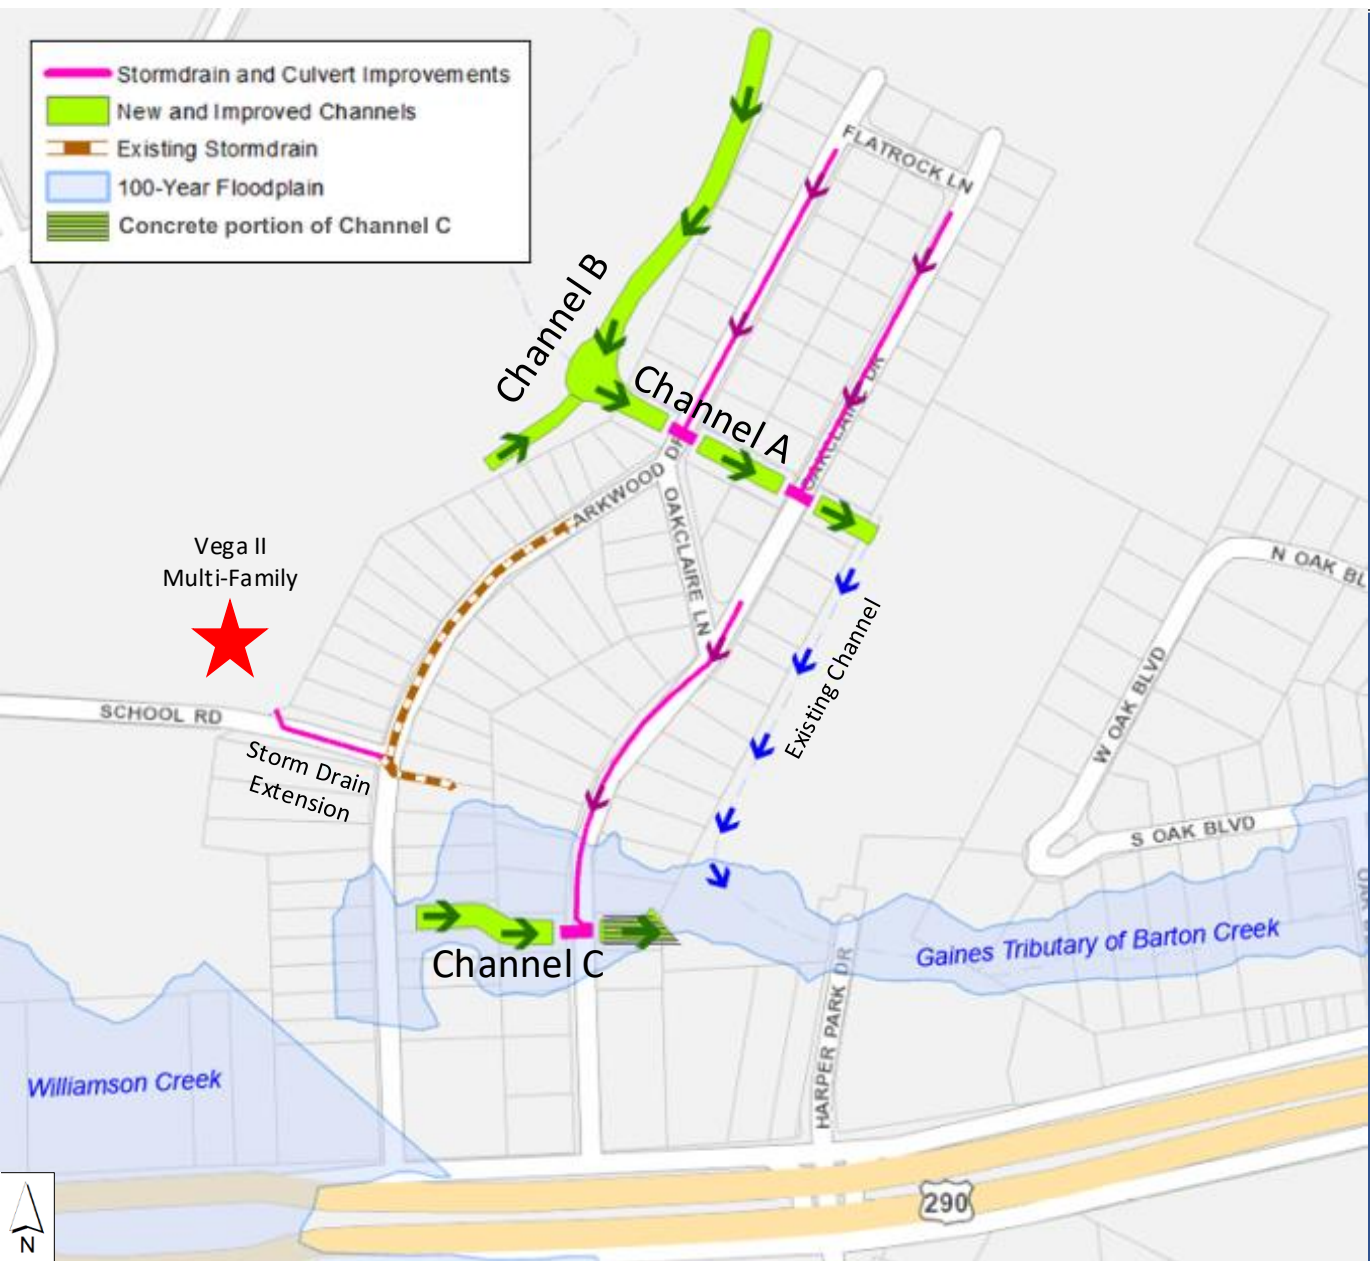 Stormdrain and Culvert Improvements
New and Improved Channels
Existing Stormdrain
100-Year Floodplain
Concrete portion of Channel C
FLATROCK LN
Channel B
Channel A
OAKCLAIRE DR
ARKWOOD DR
OAKCLAIRE LN
Vega II
Multi-Family
N OAK BL
Existing Channel
W OAK BLVD
SCHOOL RD
Storm Drain
Extension
S OAK BLVD
Channel C
Gaines Tributary of Barton Creek
HARPER PARK DR
Williamson Creek
290
N